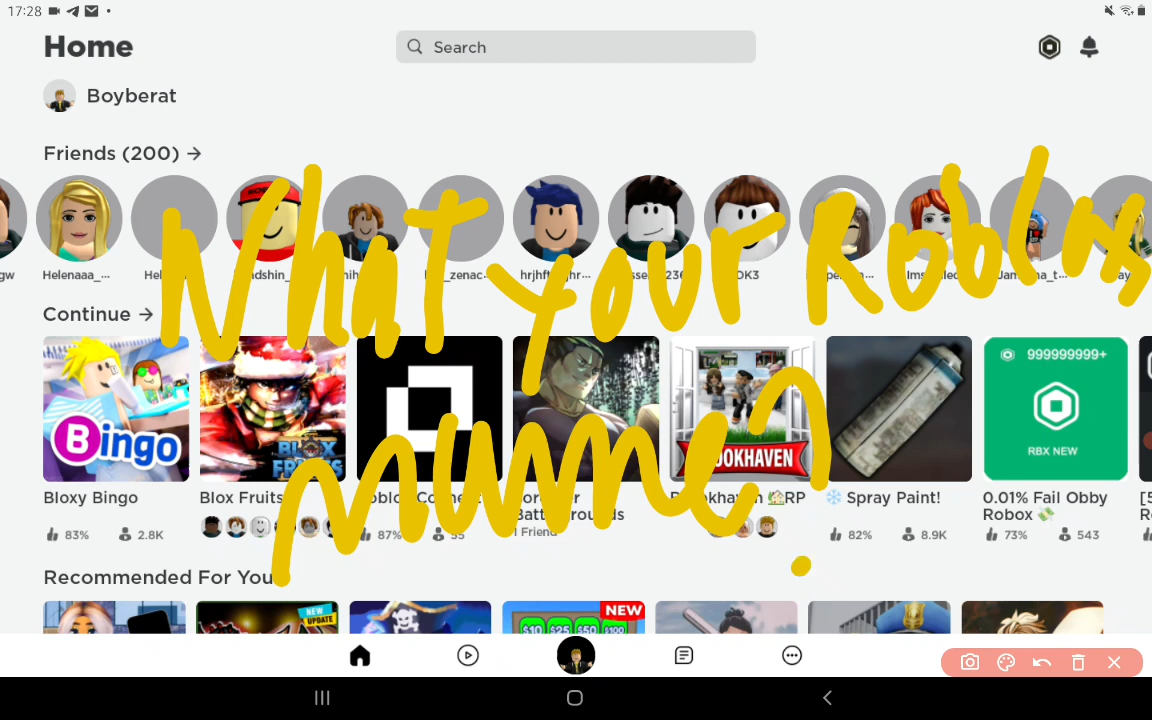 17:28
Home
Search
Boyberat
Friends (200) →
Helenaaa_...
Continue →
What your Roblox
name?
Bingo
BROOKHAVEN
999999999+
RBX NEW
Bloxy Bingo
Blox Fruits
Spray Paint!
0.01% Fail Obby
Robox
83%
2.8K
87%
55
1 Friend
82%
8.9K
73%
543
Recommended For You
NEW
UPDATE
$10
$25
$50
$100
NEW